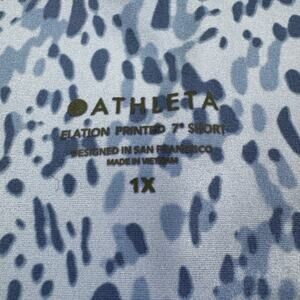 ATHLETA
ELATION PRINTED 7" SHORT
DESIGNED IN SAN FRANCISCO
MADE IN VIETNAM
1X